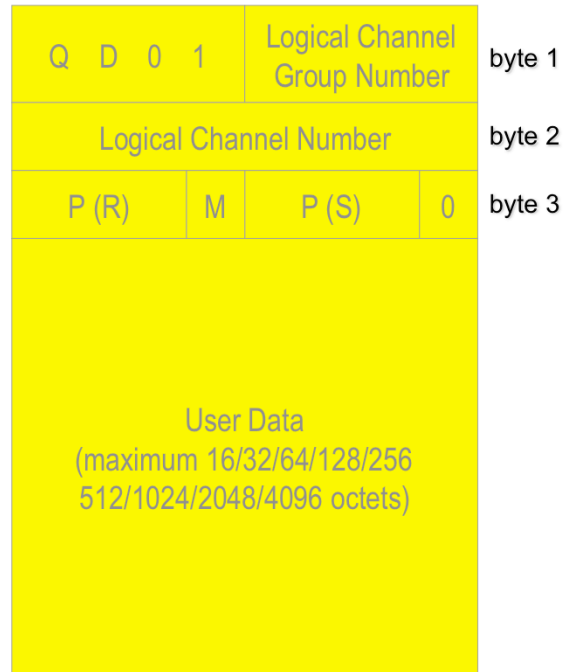 Q D 0 1
Logical Channel
Group Number
byte 1
Logical Channel Number
byte 2
P (R)
M
P (S)
0
byte 3
User Data
(maximum 16/32/64/128/256
512/1024/2048/4096 octets)